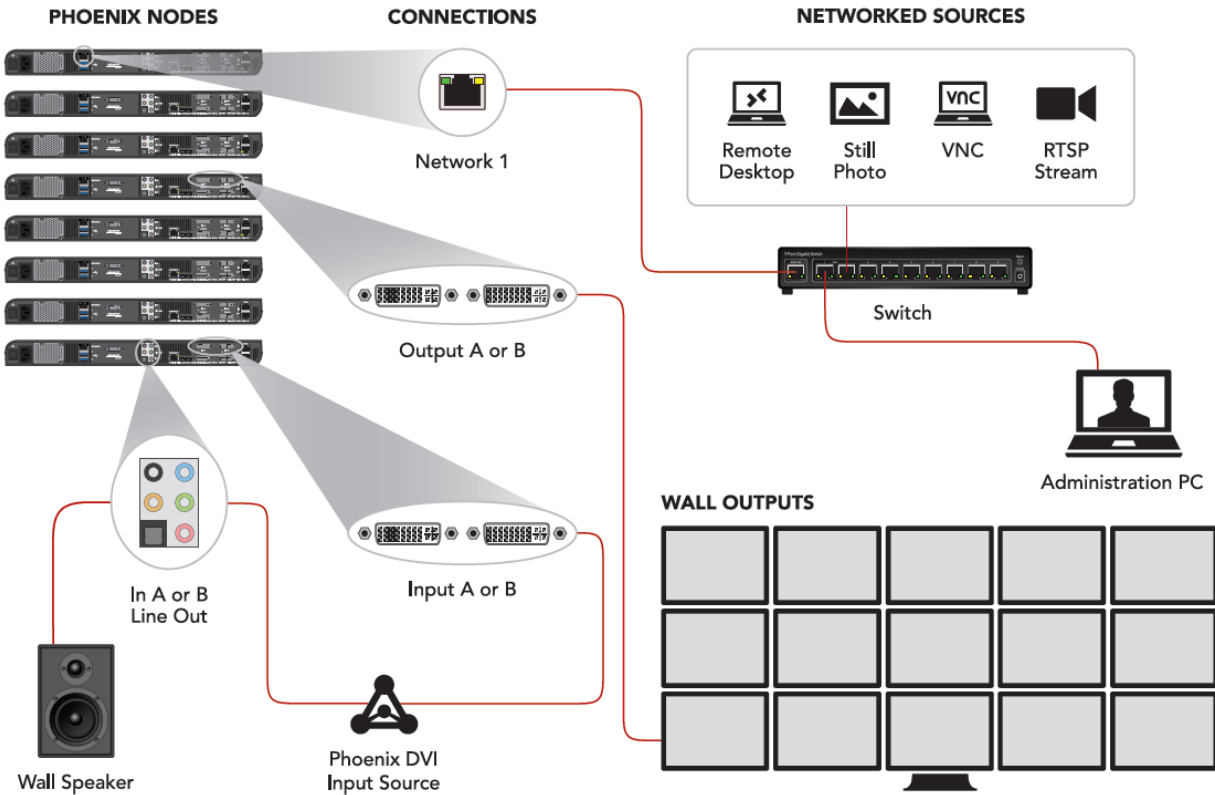 PHOENIX NODES
CONNECTIONS
NETWORKED SOURCES
Network 1
Remote
Desktop
Still
Photo
VNC
VNC
RTSP
Stream
Switch
Output A or B
Administration PC
WALL OUTPUTS
In A or B
Line Out
Input A or B
Wall Speaker
Phoenix DVI
Input Source